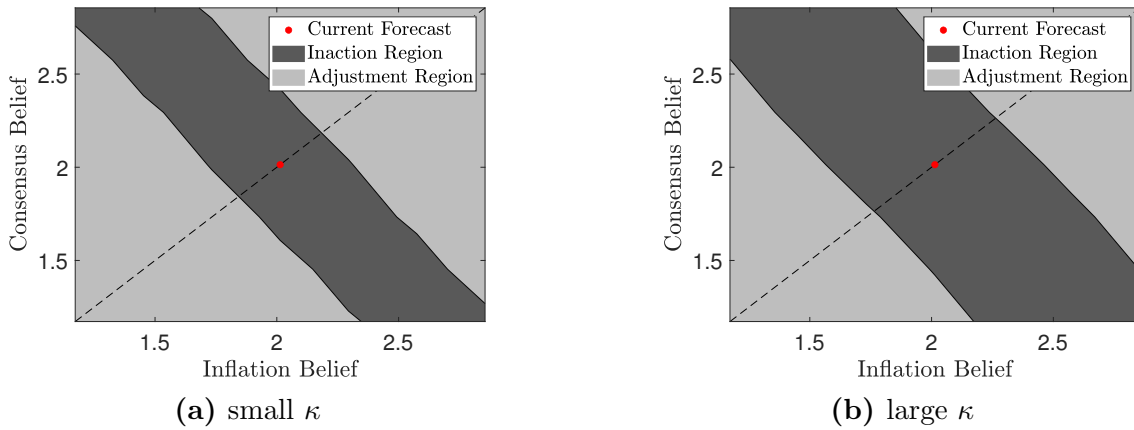 Current Forecast
Inaction Region
Adjustment Region
Consensus Belief
2.5
2
1.5
1.5 2 2.5
Inflation Belief
(a) small κ
Current Forecast
Inaction Region
Adjustment Region
Consensus Belief
2.5
2
1.5
1.5 2 2.5
Inflation Belief
(b) large κ